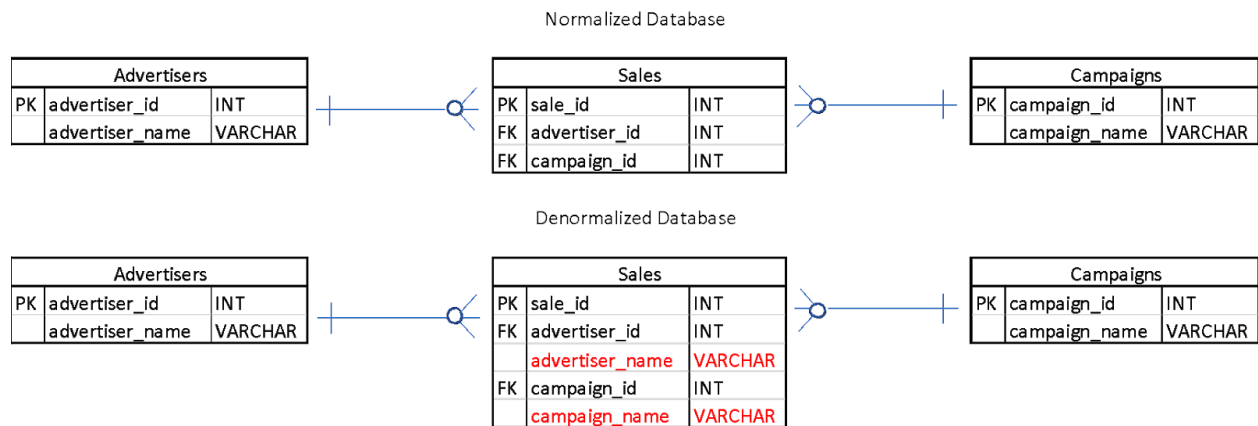 Normalized Database
Advertisers
PK advertiser_id INT
advertiser_name VARCHAR
Sales
PK sale_id INT
FK advertiser_id INT
FK campaign_id INT
Campaigns
PK campaign_id INT
campaign_name VARCHAR
Denormalized Database
Advertisers
PK advertiser_id INT
advertiser_name VARCHAR
Sales
PK sale_id INT
FK advertiser_id INT
advertiser_name VARCHAR
FK campaign_id INT
campaign_name VARCHAR
Campaigns
PK campaign_id INT
campaign_name VARCHAR